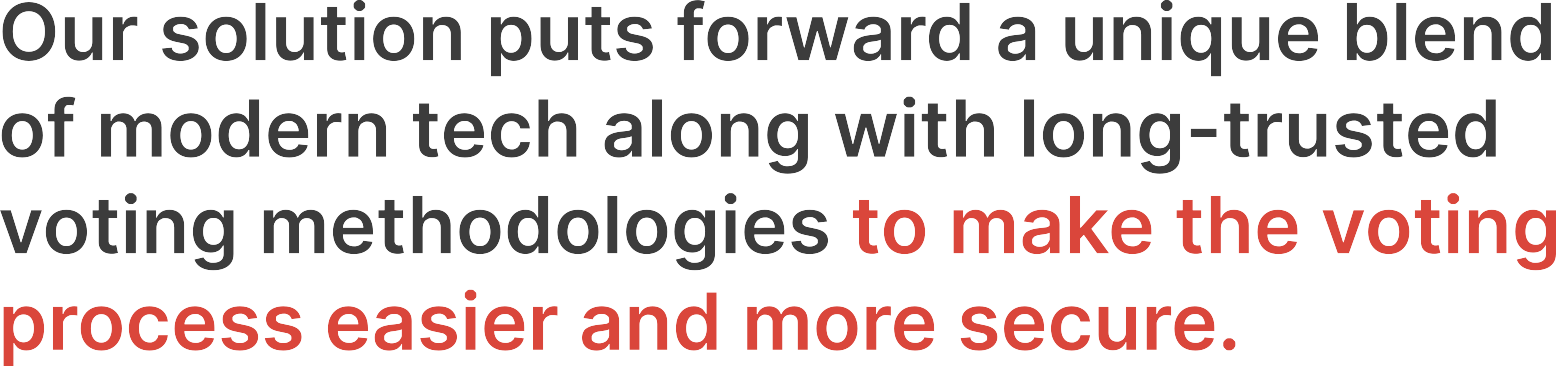 Our solution puts forward a unique blend
of modern tech along with long-trusted
voting methodologies to make the voting
process easier and more secure.